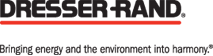 DRESSER-RAND®
Bringing energy and the environment into harmony.®